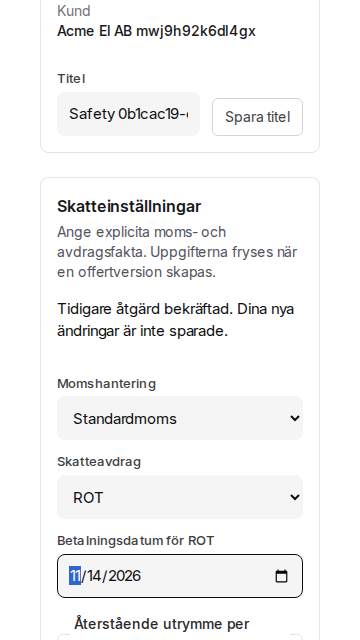 Kund
Acme El AB mwj9h92k6dl4gx
Titel
Safety 0b1cac19-
Spara titel
Skatteinställningar
Ange explicita moms- och
avdragsfakta. Uppgifterna fryses när
en offertversion skapas.
Tidigare åtgärd bekräftad. Dina nya
ändringar är inte sparade.
Momshantering
Standardmoms
Skatteavdrag
ROT
Betalningsdatum för ROT
11/14/2026
Återstående utrymme per